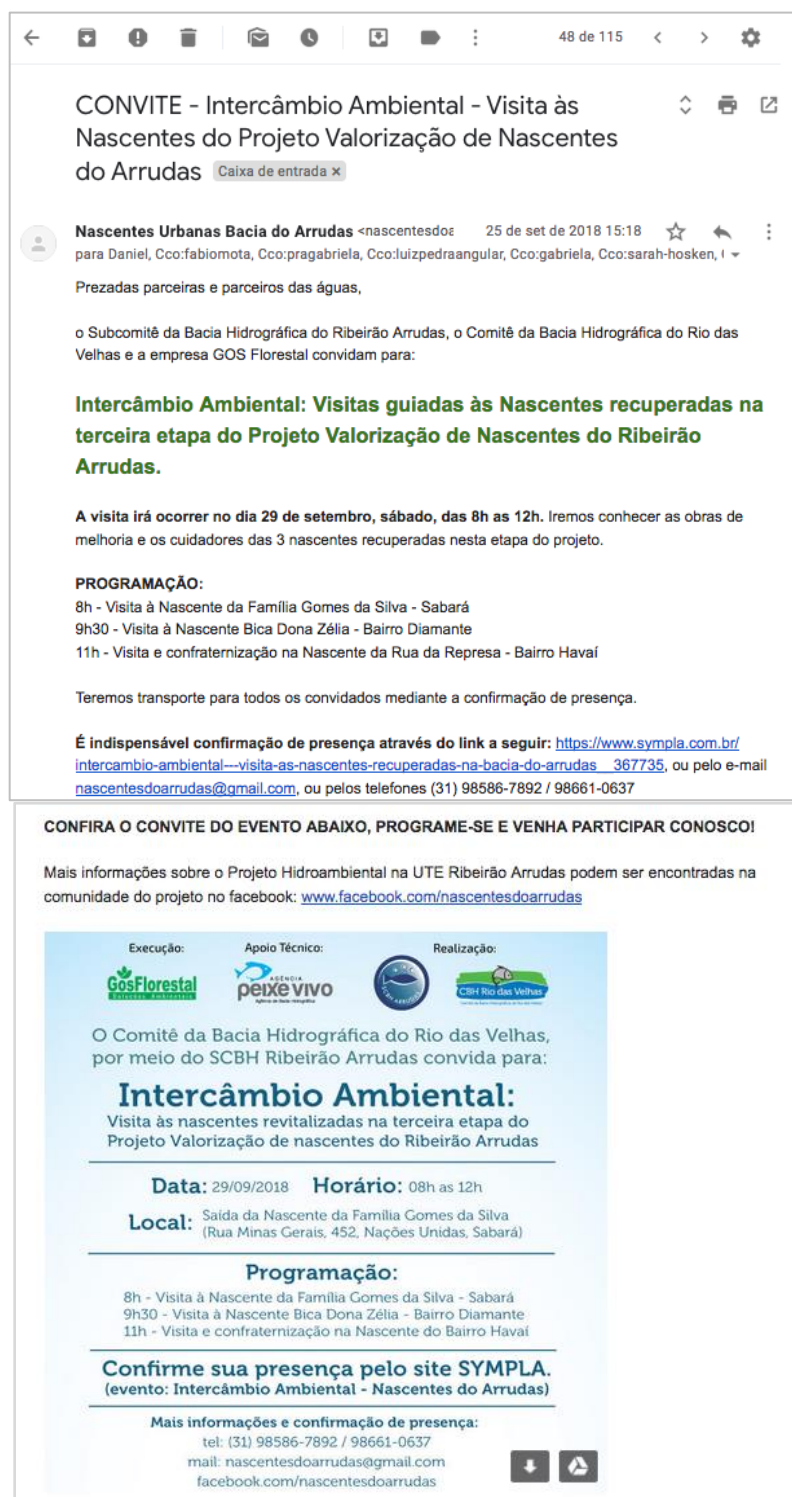 48 de 115
CONVITE - Intercâmbio Ambiental - Visita às
Nascentes do Projeto Valorização de Nascentes
do Arrudas Caixa de entrada x
Nascentes Urbanas Bacia do Arrudas <nascentesdoa 25 de set de 2018 15:18
para Daniel, Cco:fabiomota, Cco:pragabriela, Cco:luizpedraangular, Cco:gabriela, Cco:sarah-hosken,
Prezadas parceiras e parceiros das águas,
o Subcomitê da Bacia Hidrográfica do Ribeirão Arrudas, o Comitê da Bacia Hidrográfica do Rio das
Velhas e a empresa GOS Florestal convidam para:
Intercâmbio Ambiental: Visitas guiadas às Nascentes recuperadas na
terceira etapa do Projeto Valorização de Nascentes do Ribeirão
Arrudas.
A visita irá ocorrer no dia 29 de setembro, sábado, das 8h as 12h. Iremos conhecer as obras de
melhoria e os cuidadores das 3 nascentes recuperadas nesta etapa do projeto.
PROGRAMAÇÃO:
8h - Visita à Nascente da Família Gomes da Silva - Sabará
9h30 - Visita à Nascente Bica Dona Zélia - Bairro Diamante
11h - Visita e confraternização na Nascente da Rua da Represa - Bairro Havaí
Teremos transporte para todos os convidados mediante a confirmação de presença.
É indispensável confirmação de presença através do link a seguir: https://www.sympla.com.br/
intercambio-ambiental---visita-as-nascentes-recuperadas-na-bacia-do-arrudas__367735, ou pelo e-mail
nascentesdoarrudas@gmail.com, ou pelos telefones (31) 98586-7892 / 98661-0637
CONFIRA O CONVITE DO EVENTO ABAIXO, PROGRAME-SE E VENHA PARTICIPAR CONOSCO!
Mais informações sobre o Projeto Hidroambiental na UTE Ribeirão Arrudas podem ser encontradas na
comunidade do projeto no facebook: www.facebook.com/nascentesdoarrudas
Execução: Apoio Técnico: Realização:
GosFlorestal
Soluções Ambientais
AGÊNCIA
peixe vivo
SCBH ARRUDAS
CBH Rio das Velhas
O Comitê da Bacia Hidrográfica do Rio das Velhas,
por meio do SCBH Ribeirão Arrudas convida para:
Intercâmbio Ambiental:
Visita às nascentes revitalizadas na terceira etapa do
Projeto Valorização de nascentes do Ribeirão Arrudas
Data: 29/09/2018 Horário: 08h as 12h
Local: Saída da Nascente da Família Gomes da Silva
(Rua Minas Gerais, 452, Nações Unidas, Sabará)
Programação:
8h - Visita à Nascente da Família Gomes da Silva - Sabará
9h30 - Visita à Nascente Bica Dona Zélia - Bairro Diamante
11h - Visita e confraternização na Nascente do Bairro Havaí
Confirme sua presença pelo site SYMPLA.
(evento: Intercâmbio Ambiental - Nascentes do Arrudas)
Mais informações e confirmação de presença:
tel: (31) 98586-7892 / 98661-0637
mail: nascentesdoarrudas@gmail.com
facebook.com/nascentesdoarrudas